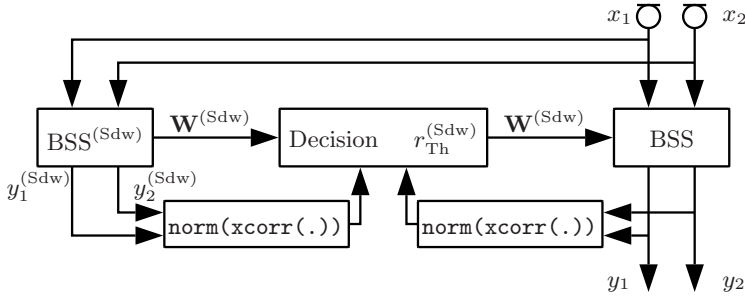 x₁ x₂
W^(Sdw) W^(Sdw)
BSS^(Sdw) Decision r_Th^(Sdw) BSS
y₁^(Sdw) y₂^(Sdw)
norm(xcorr(.)) norm(xcorr(.))
y₁ y₂